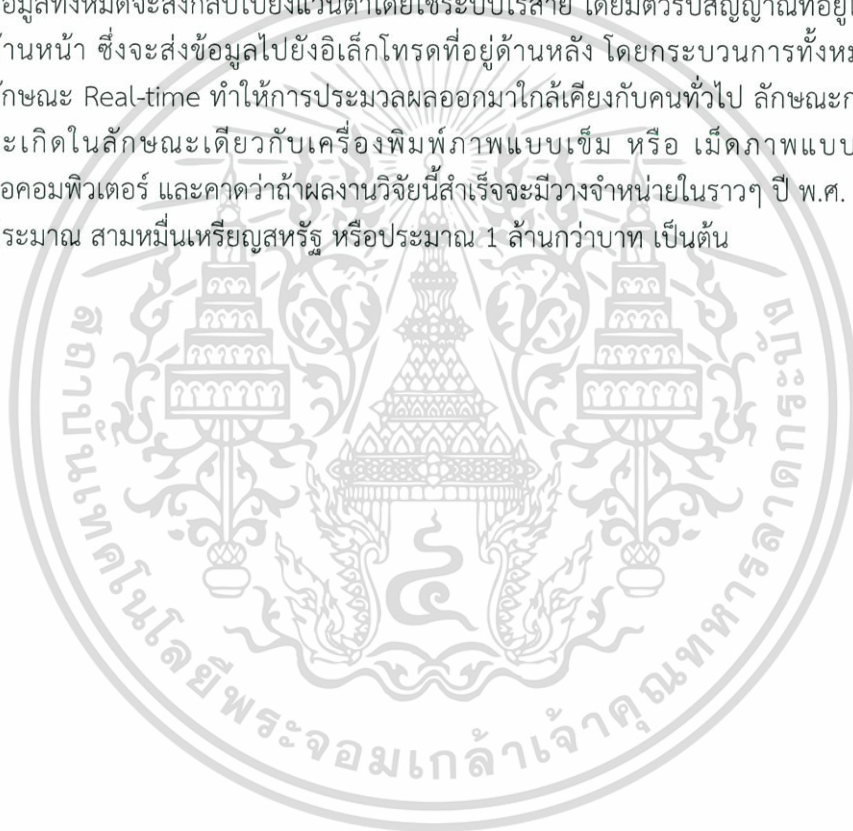 อมูลทั้งหมดจะส่งกลับไปยังแว่นตาโดยใช้ระบบไร้สาย โดยมีตัวรับสัญญาณที่อยู่
านหน้า ซึ่งจะส่งข้อมูลไปยังอิเล็กโทรดที่อยู่ด้านหลัง โดยกระบวนการทั้งหม
ักษณะ Real-time ทำให้การประมวลผลออกมาใกล้เคียงกับคนทั่วไป ลักษณะก
ะเกิดในลักษณะเดียวกับเครื่องพิมพ์ภาพแบบเข็ม หรือ เม็ดภาพแบบ
อคอมพิวเตอร์ และคาดว่าถ้าผลงานวิจัยนี้สำเร็จจะมีวางจำหน่ายในราวๆ ปี พ.ศ.
ระมาณ สามหมื่นเหรียญสหรัฐ หรือประมาณ 1 ล้านกว่าบาท เป็นต้น
สถาบันเทคโนโลยีพระจอมเกล้าเจ้าคุณทหารลาดกระบัง